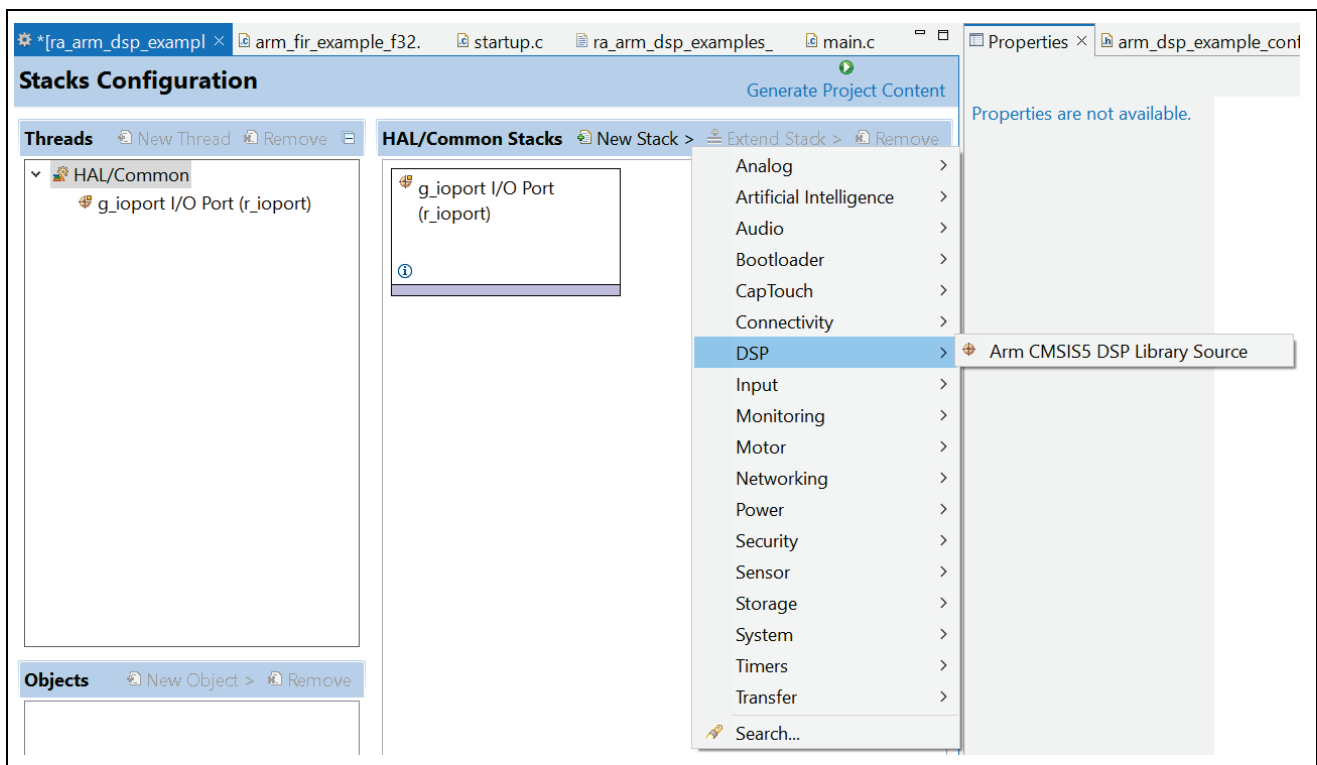 *[ra_arm_dsp_exampl
arm_fir_example_f32.
startup.c
ra_arm_dsp_examples_
main.c
Properties
arm_dsp_example_conf
Stacks Configuration
Generate Project Content
Properties are not available.
Threads New Thread Remove
HAL/Common
g_ioport I/O Port (r_ioport)
HAL/Common Stacks New Stack > Extend Stack > Remove
g_ioport I/O Port
(r_ioport)
Analog
Artificial Intelligence
Audio
Bootloader
CapTouch
Connectivity
DSP
Arm CMSIS5 DSP Library Source
Input
Monitoring
Motor
Networking
Power
Security
Sensor
Storage
System
Timers
Transfer
Search...
Objects New Object > Remove